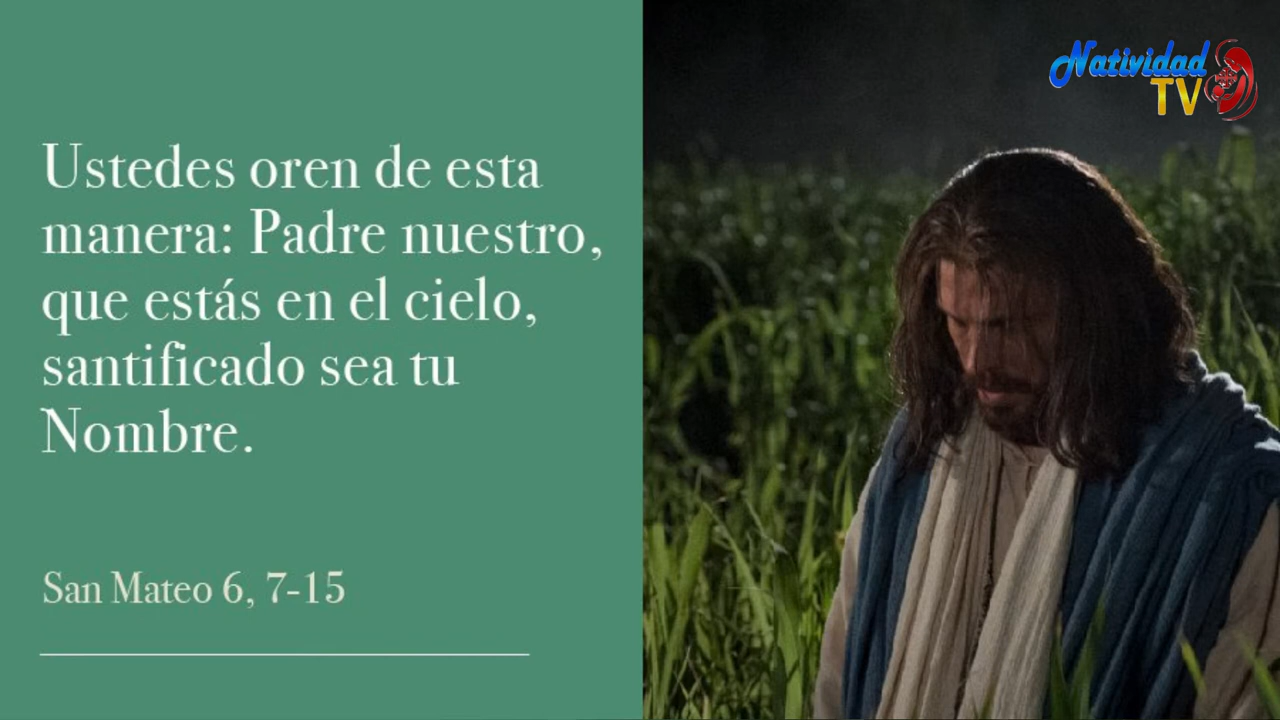 Natividad
TV
Ustedes oren de esta
manera: Padre nuestro,
que estás en el cielo,
santificado sea tu
Nombre.
San Mateo 6, 7-15